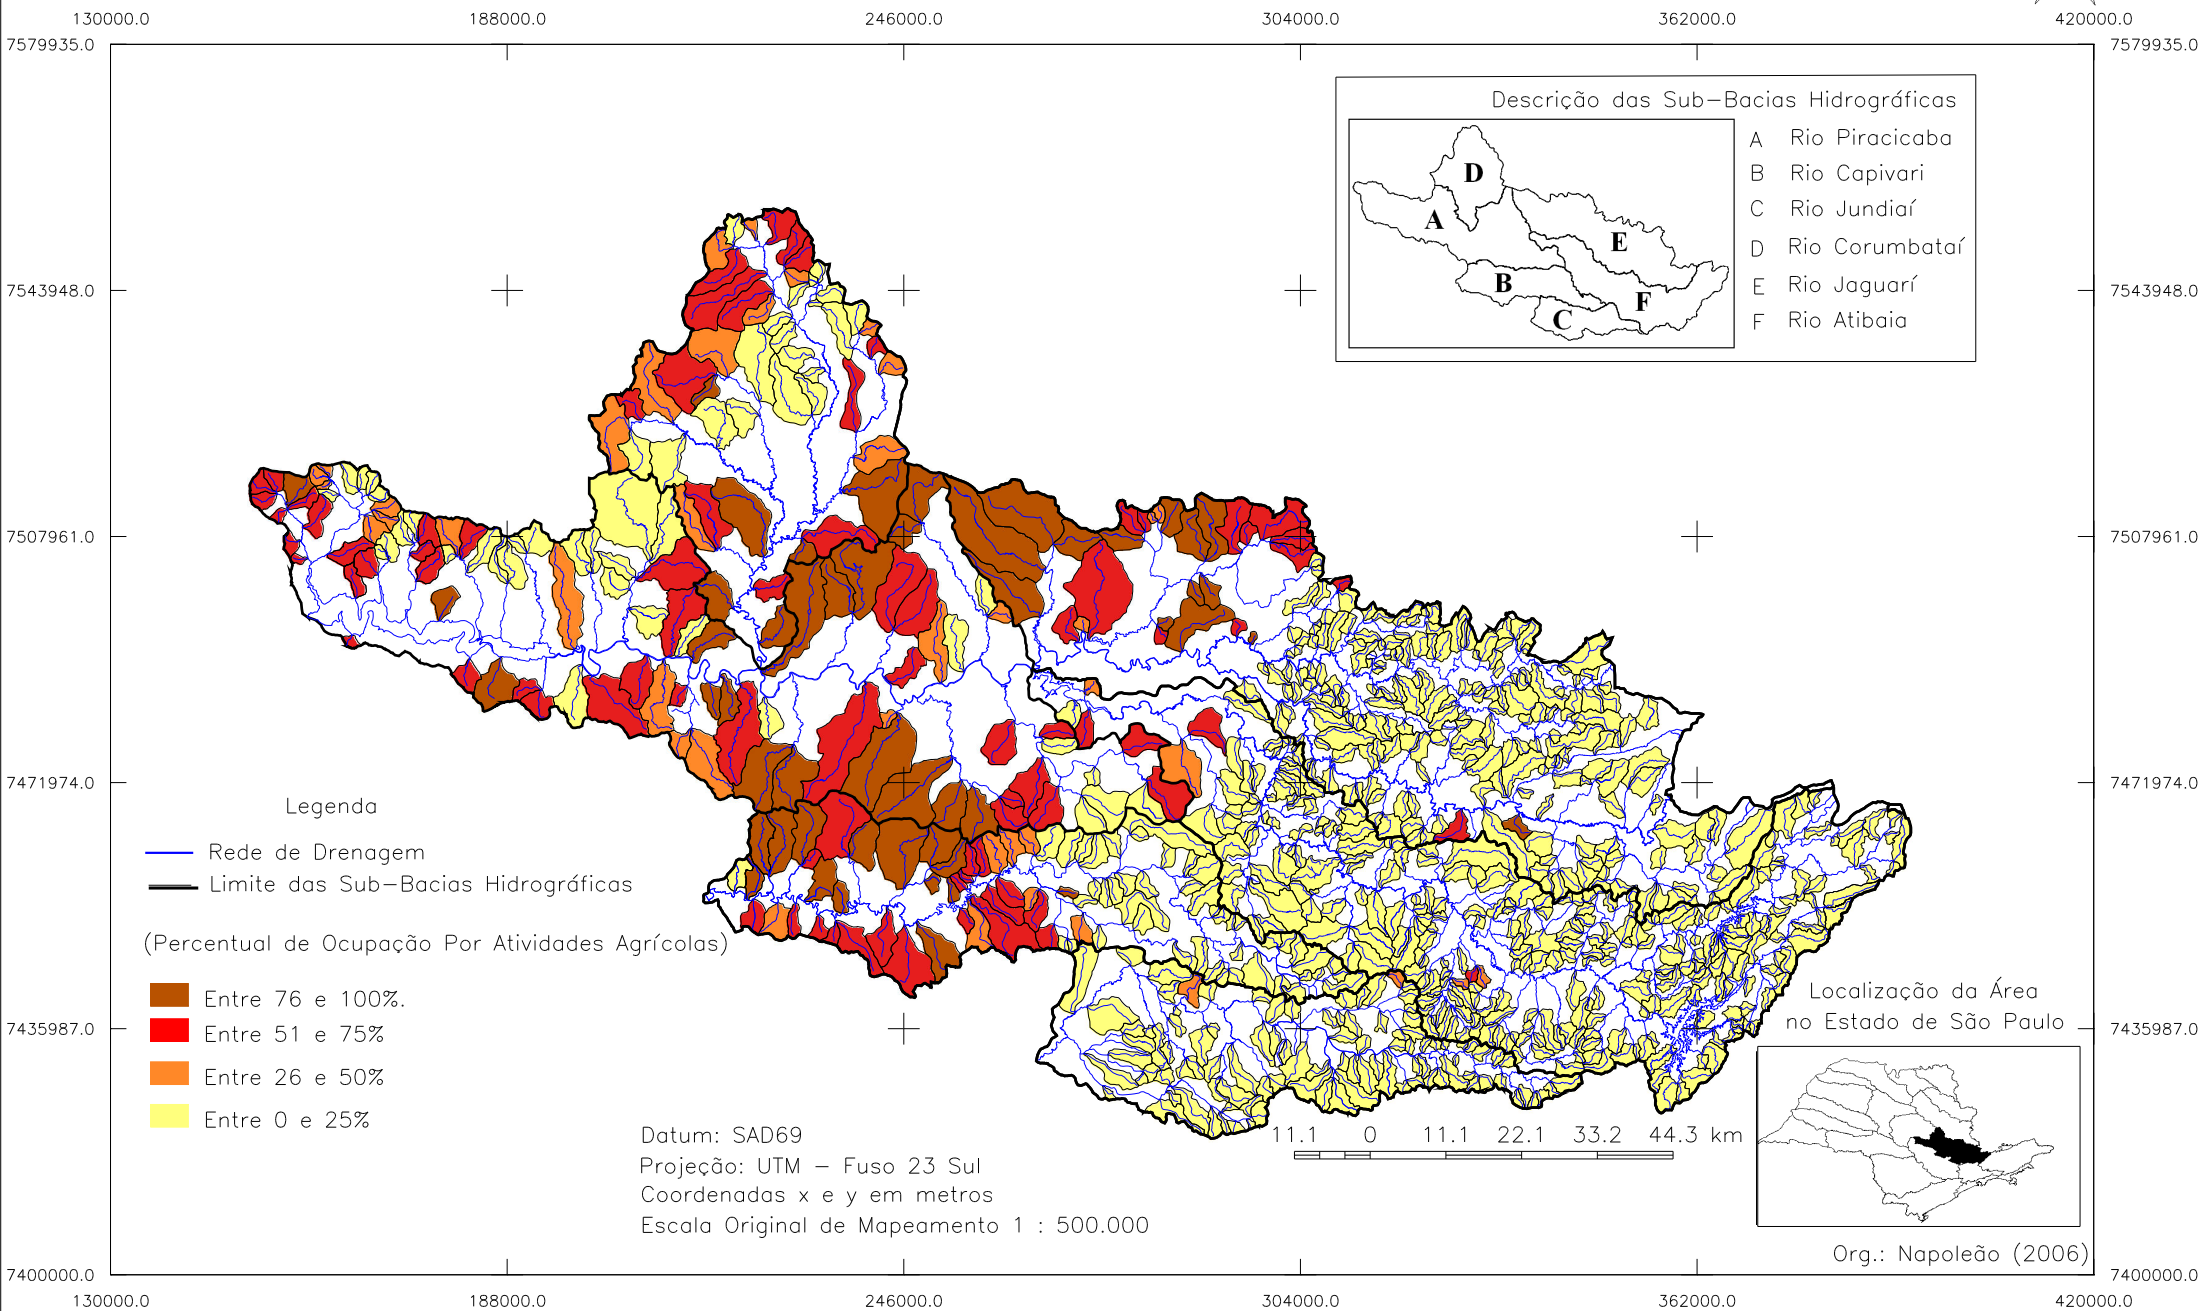 130000.0 188000.0 246000.0 304000.0 362000.0 420000.0
7579935.0 7579935.0
Descrição das Sub-Bacias Hidrográficas
A Rio Piracicaba
B Rio Capivari
C Rio Jundiaí
D Rio Corumbataí
E Rio Jaguarí
F Rio Atibaia
D
A
E
B
F
C
7543948.0 7543948.0
7507961.0 7507961.0
7471974.0 7471974.0
Legenda
Rede de Drenagem
Limite das Sub-Bacias Hidrográficas
(Percentual de Ocupação Por Atividades Agrícolas)
Entre 76 e 100%.
Entre 51 e 75%
Entre 26 e 50%
Entre 0 e 25%
7435987.0 7435987.0
Localização da Área
no Estado de São Paulo
Datum: SAD69
Projeção: UTM - Fuso 23 Sul
Coordenadas x e y em metros
Escala Original de Mapeamento 1 : 500.000
11.1 0 11.1 22.1 33.2 44.3 km
Org.: Napoleão (2006)
7400000.0 7400000.0
130000.0 188000.0 246000.0 304000.0 362000.0 420000.0